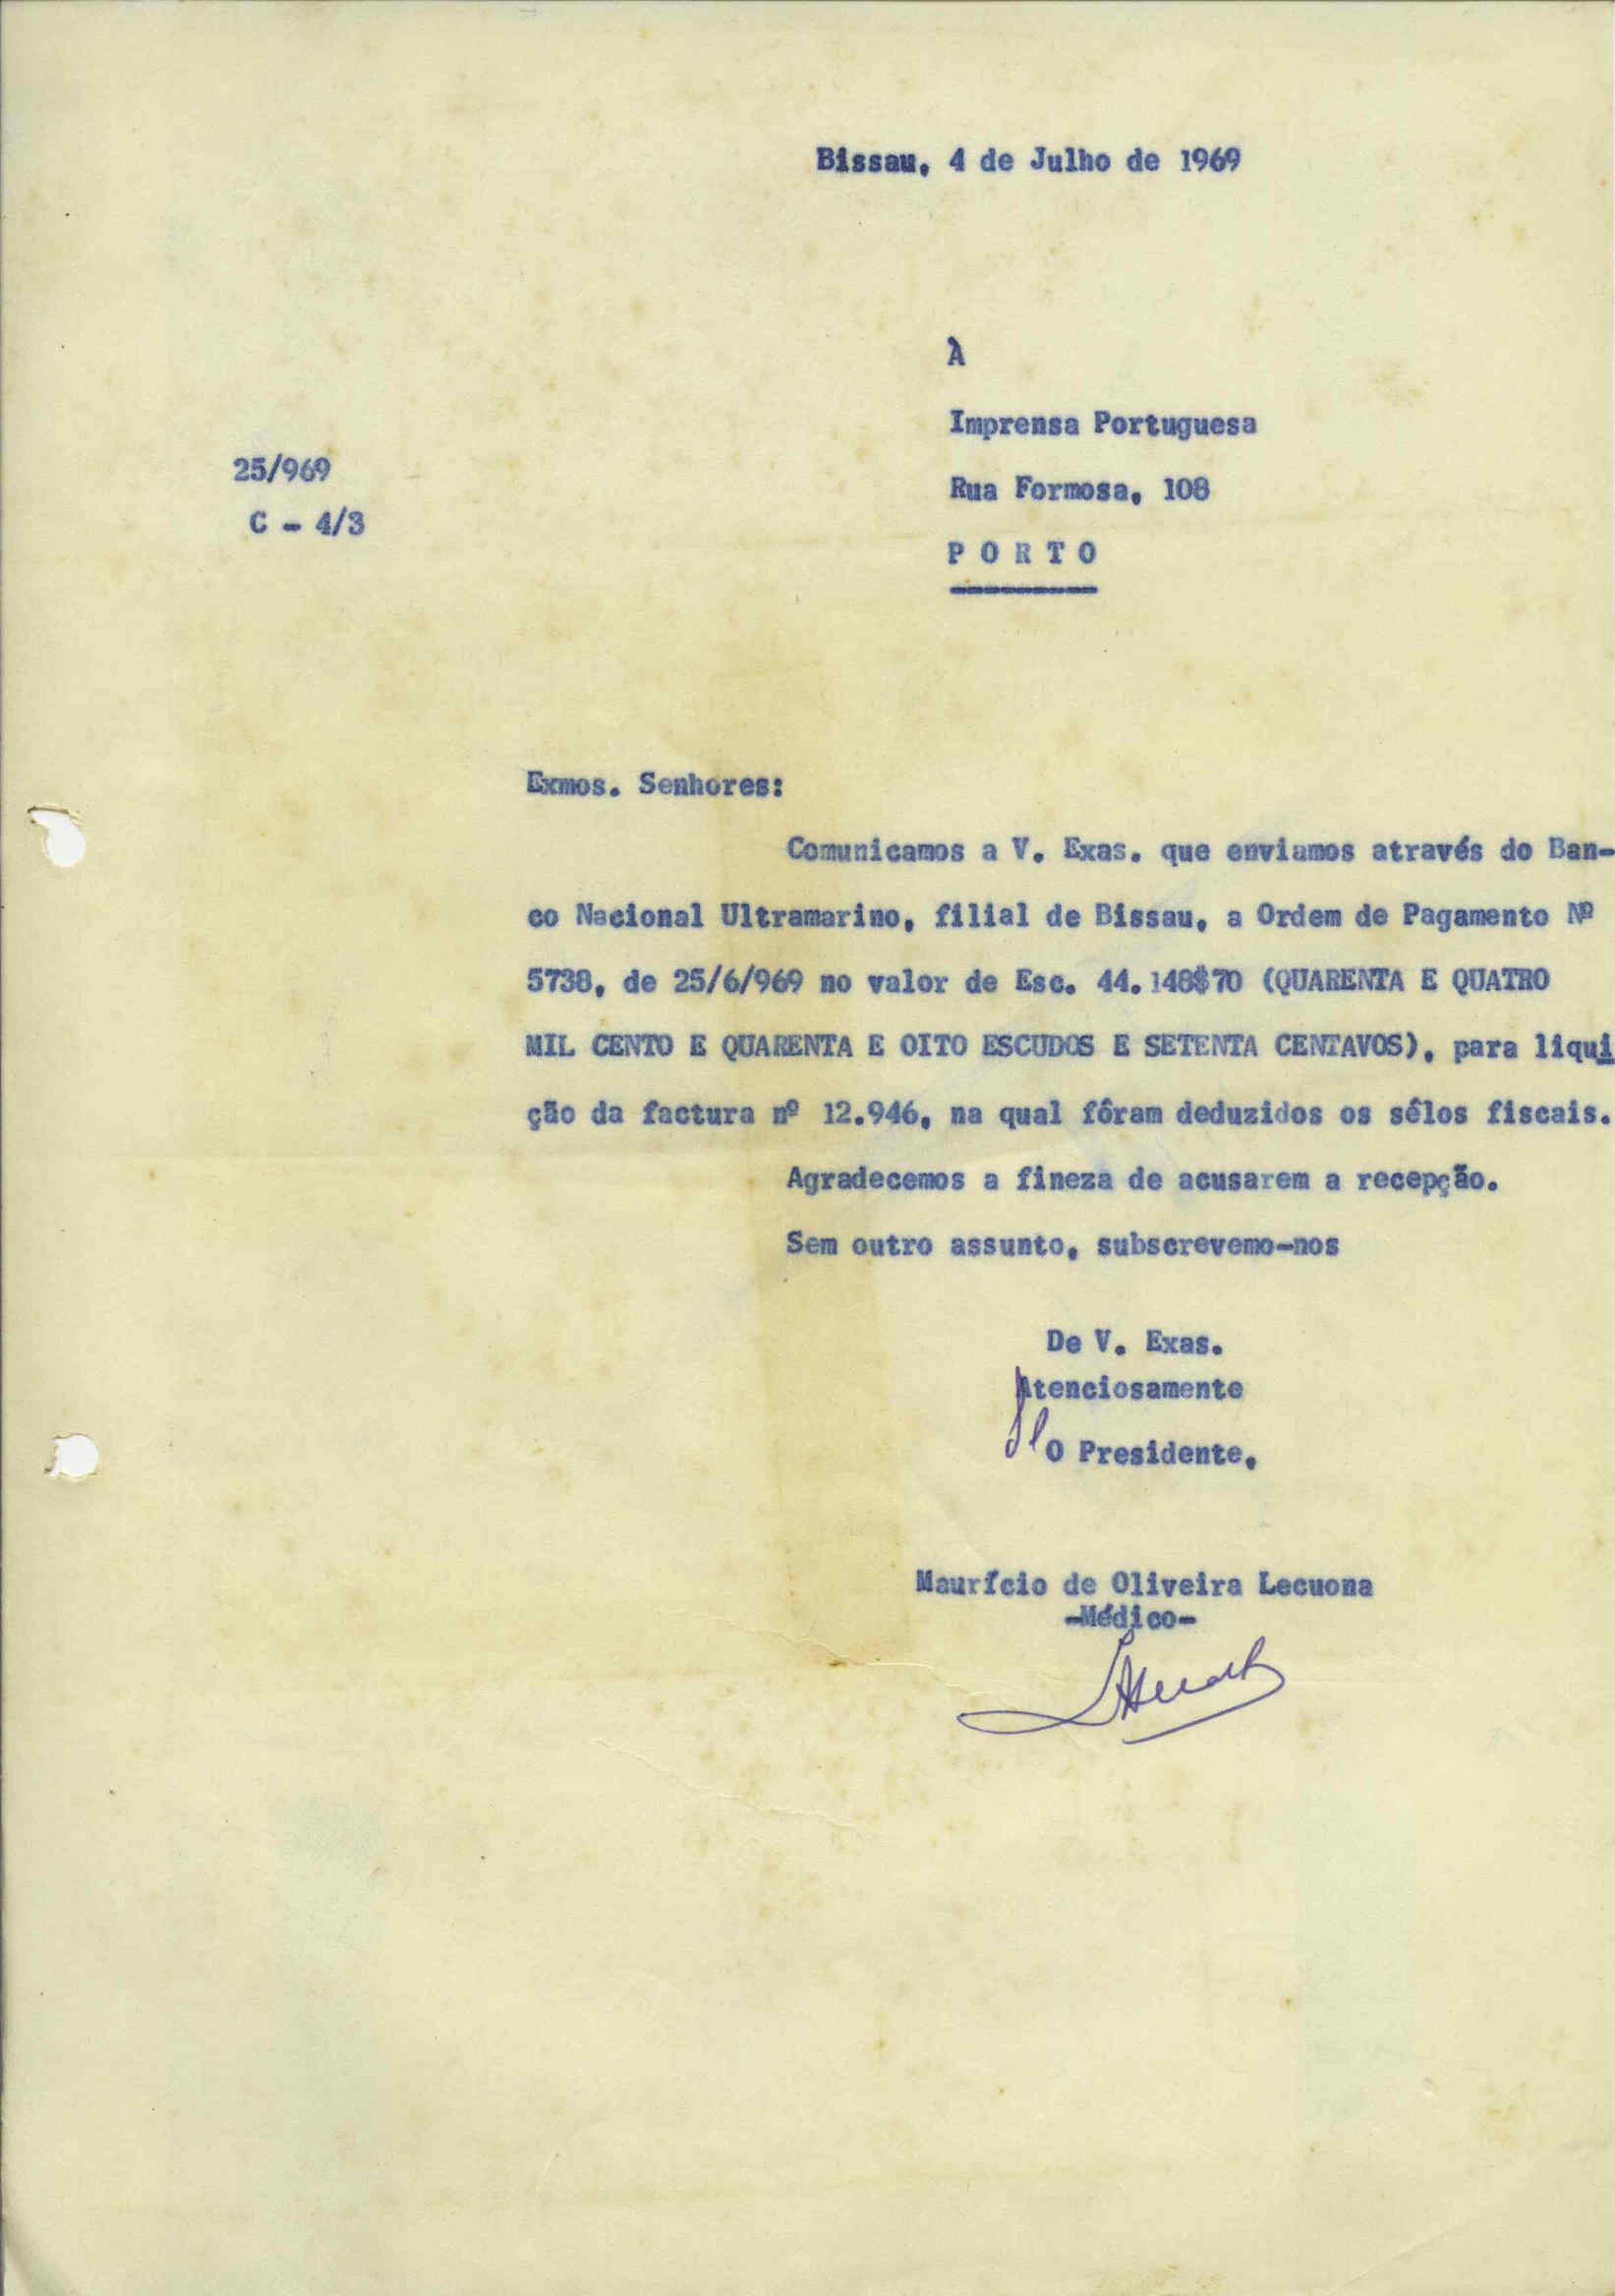 Bissau, 4 de Julho de 1969
À
Imprensa Portuguesa
25/969
Rua Formosa, 108
C - 4/3
P O R T O
Exmos. Senhores:
Comunicamos a V. Exas. que enviamos através do Ban-
co Nacional Ultramarino, filial de Bissau, a Ordem de Pagamento Nº
5738, de 25/6/969 no valor de Esc. 44.148$70 (QUARENTA E QUATRO
MIL CENTO E QUARENTA E OITO ESCUDOS E SETENTA CENTAVOS), para liqui
ção da factura nº 12.946, na qual fôram deduzidos os sêlos fiscais.
Agradecemos a fineza de acusarem a recepção.
Sem outro assunto, subscrevemo-nos
De V. Exas.
Atenciosamente
O Presidente,
Maurício de Oliveira Lecuona
-Médico-